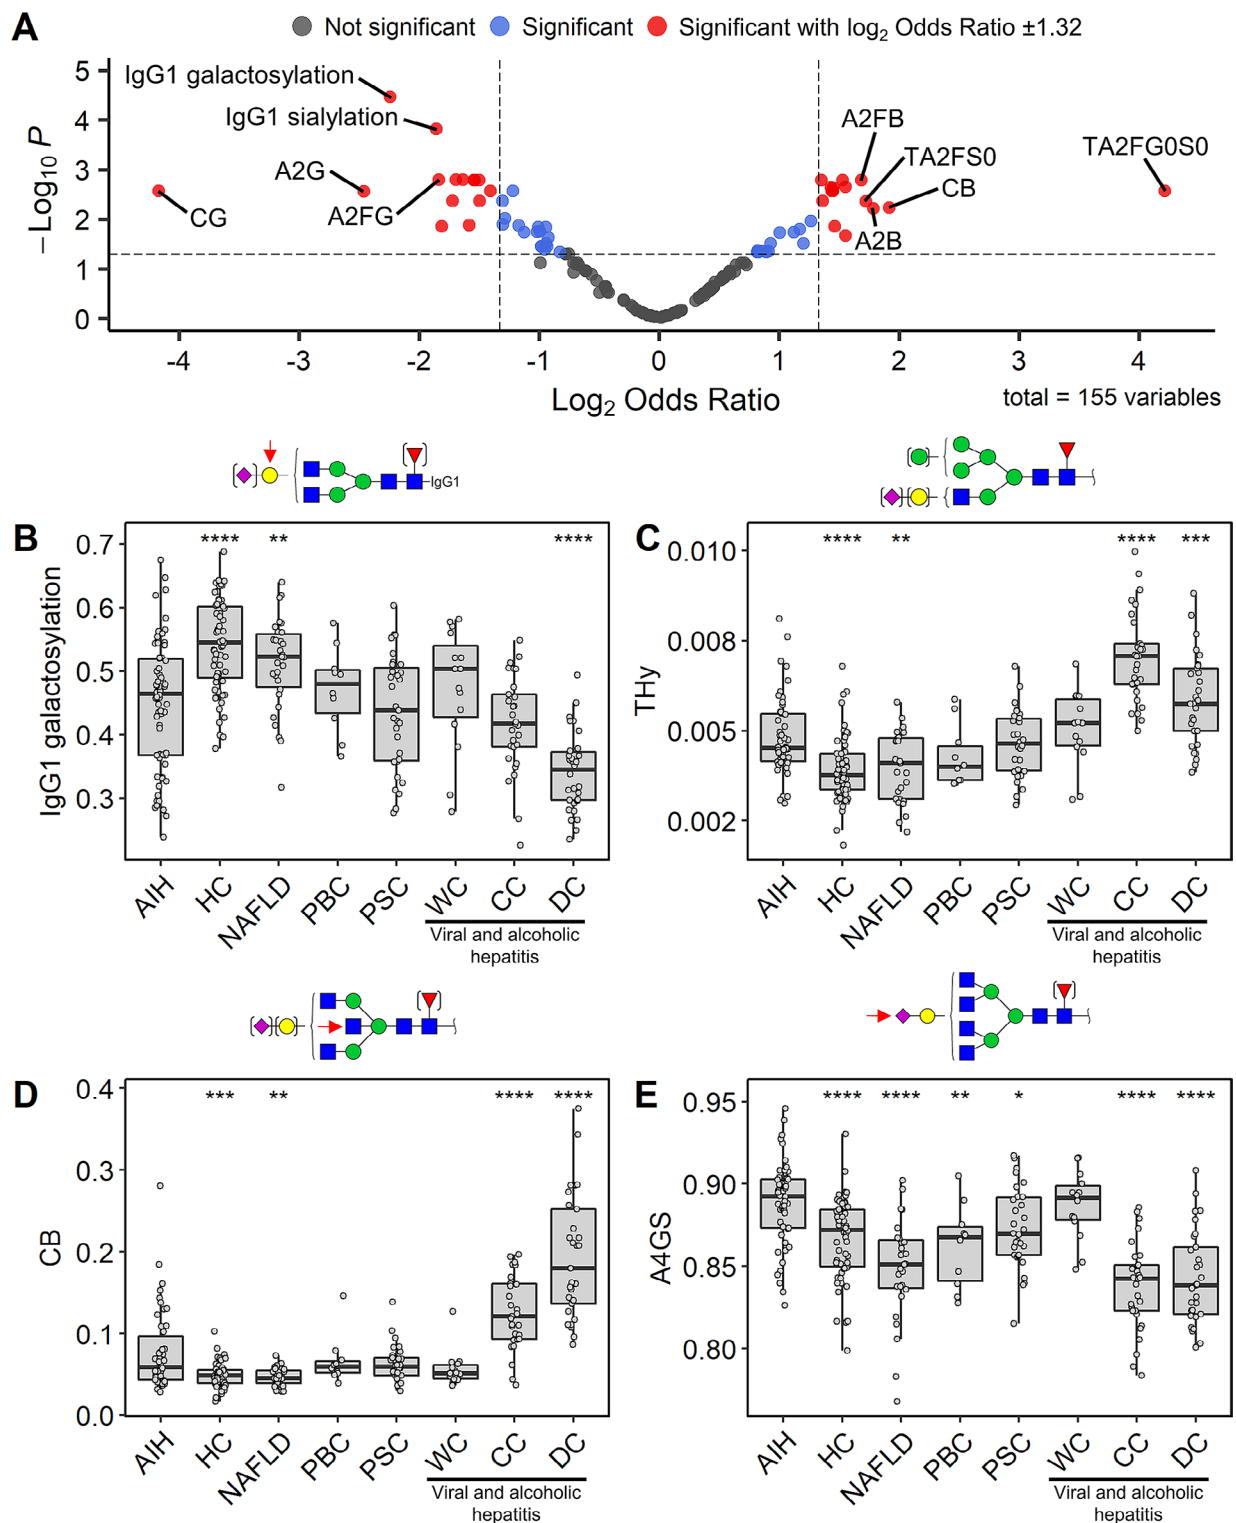 A
Not significant Significant Significant with log2 Odds Ratio ±1.32
−Log10 P
5
4
3
2
1
0
IgG1 galactosylation
IgG1 sialylation
A2G
CG
A2FG
A2FB
TA2FS0
CB
A2B
TA2FG0S0
-4 -3 -2 -1 0 1 2 3 4
Log2 Odds Ratio
total = 155 variables
IgG1
B
IgG1 galactosylation
0.7
0.6
0.5
0.4
0.3
**** ** ****
AIH HC NAFLD PBC PSC WC CC DC
Viral and alcoholic
hepatitis
C
THy
0.010
0.008
0.005
0.002
**** ** **** ***
AIH HC NAFLD PBC PSC WC CC DC
Viral and alcoholic
hepatitis
D
CB
0.4
0.3
0.2
0.1
0.0
*** ** **** ****
AIH HC NAFLD PBC PSC WC CC DC
Viral and alcoholic
hepatitis
E
A4GS
0.95
0.90
0.85
0.80
**** **** ** * **** ****
AIH HC NAFLD PBC PSC WC CC DC
Viral and alcoholic
hepatitis